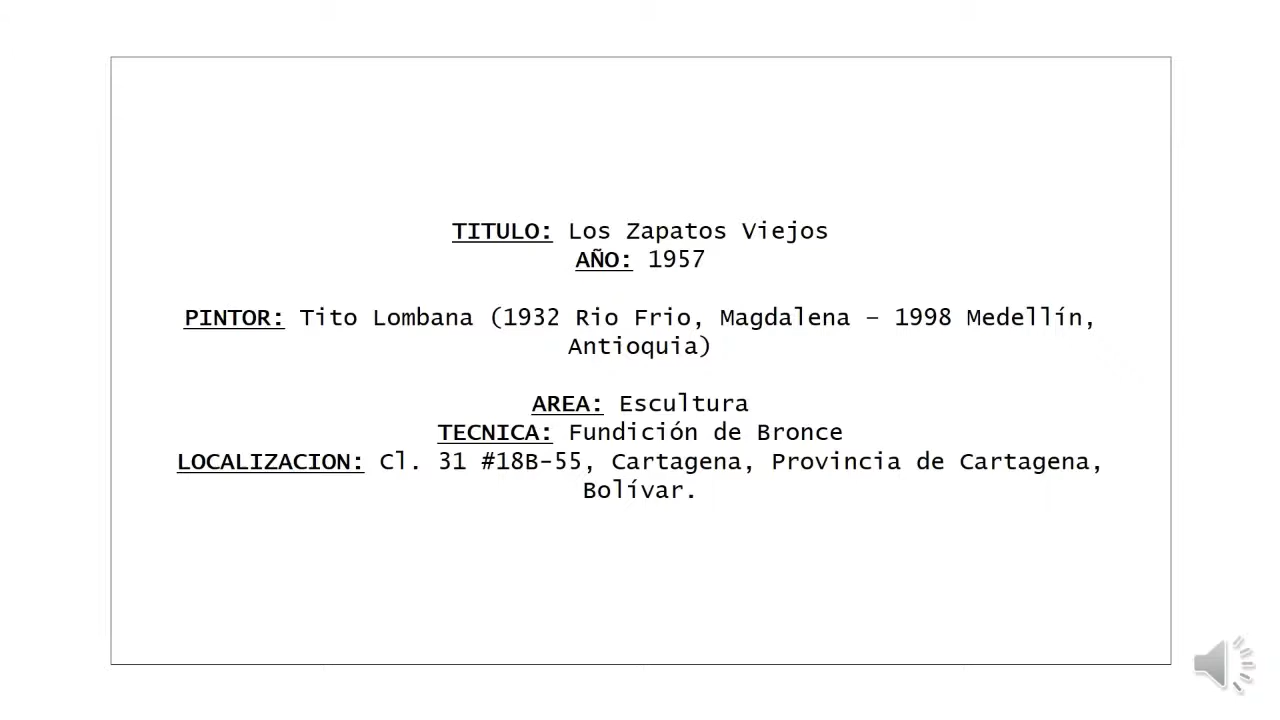 TITULO: Los Zapatos Viejos
AÑO: 1957
PINTOR: Tito Lombana (1932 Rio Frio, Magdalena – 1998 Medellín,
Antioquia)
AREA: Escultura
TECNICA: Fundición de Bronce
LOCALIZACION: Cl. 31 #18B-55, Cartagena, Provincia de Cartagena,
Bolívar.